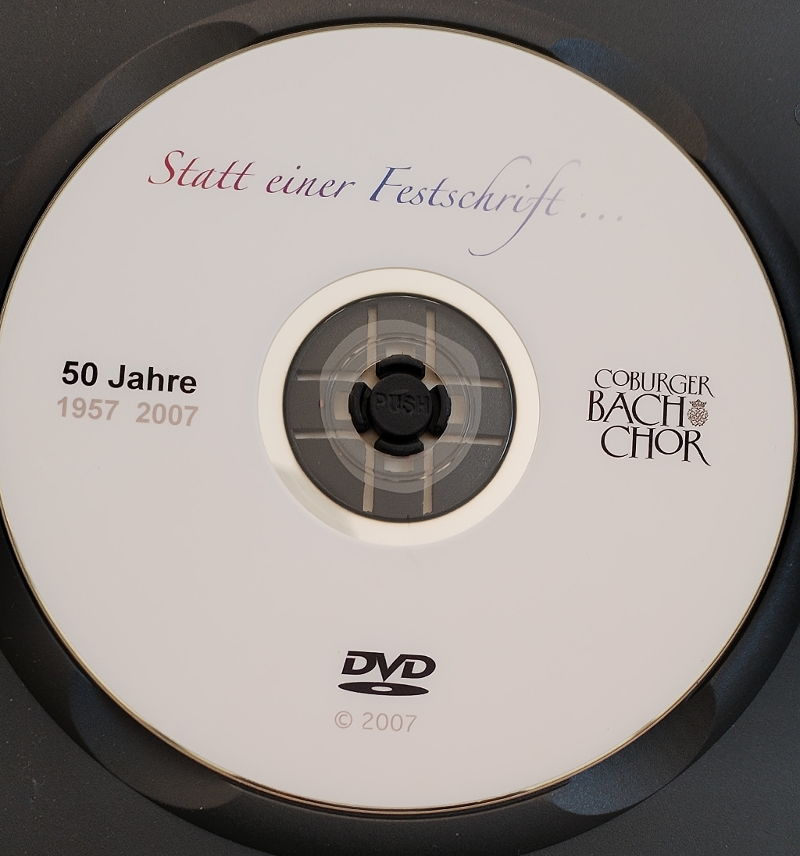 Statt einer Festschrift ...
50 Jahre
1957 2007
COBURGER
BACH
CHOR
PUSH
DVD
© 2007